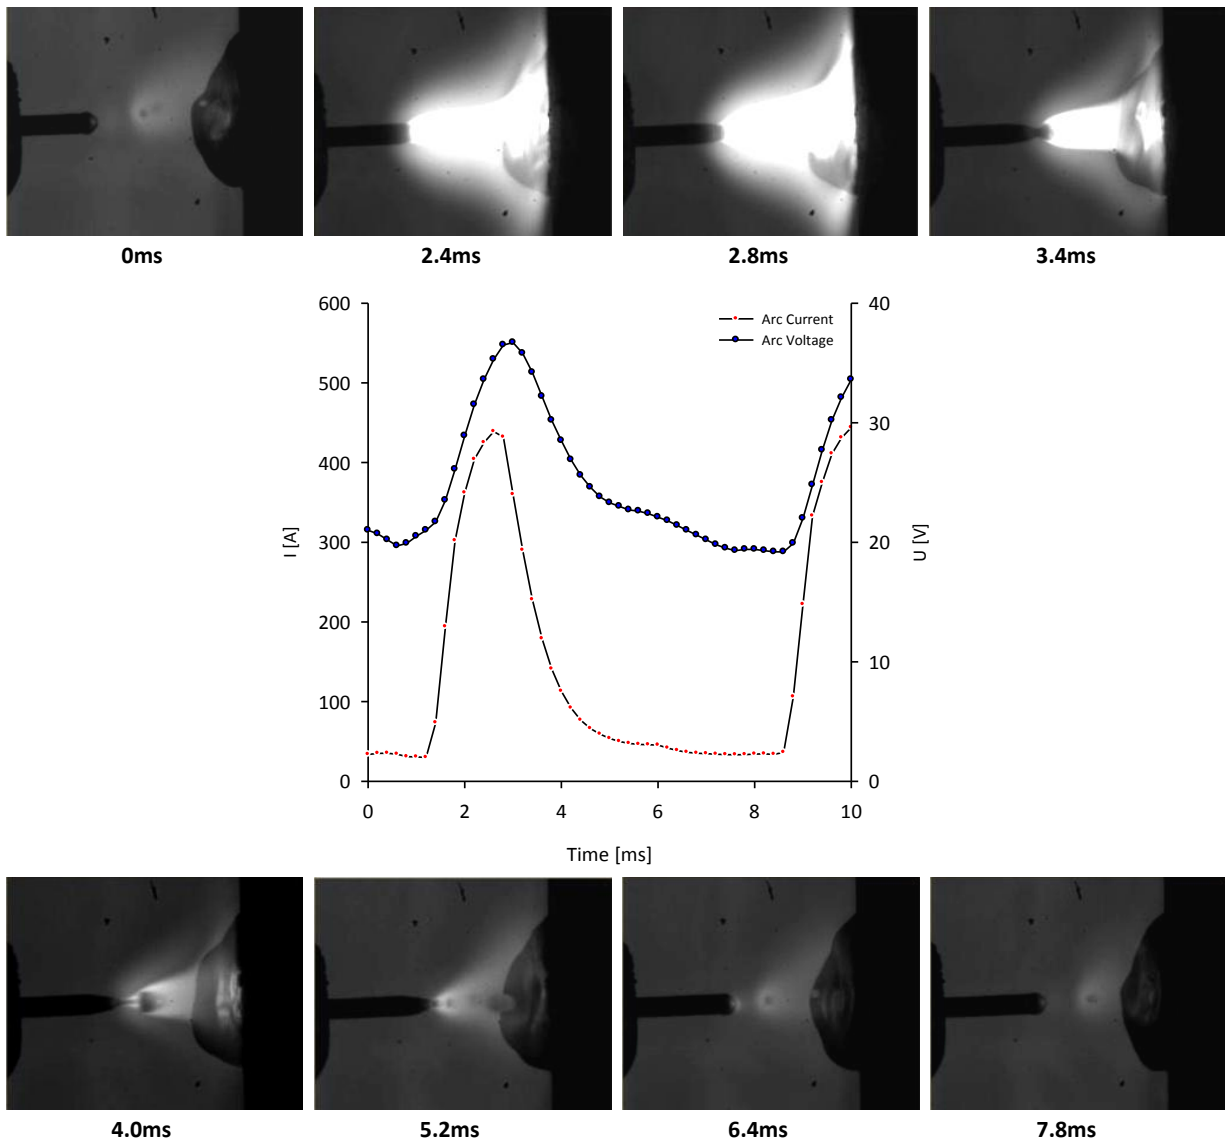 0ms
2.4ms
2.8ms
3.4ms
600
500
400
300
200
100
0
I [A]
Arc Current
Arc Voltage
40
30
20
10
0
U [V]
0
2
4
6
8
10
Time [ms]
4.0ms
5.2ms
6.4ms
7.8ms